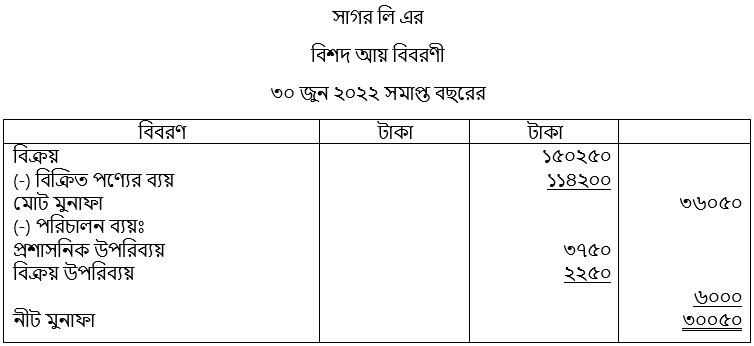 সাগর লি এর
বিশদ আয় বিবরণী
৩০ জুন ২০২২ সমাপ্ত বছরের
বিবরণ টাকা টাকা
বিক্রয় ১৫০২৫০
(-) বিক্রিত পণ্যের ব্যয় ১১৪২০০
মোট মুনাফা ৩৬০৫০
(-) পরিচালন ব্যয়ঃ
প্রশাসনিক উপরিব্যয় ৩৭৫০
বিক্রয় উপরিব্যয় ২২৫০
৬০০০
নীট মুনাফা ৩০০৫০